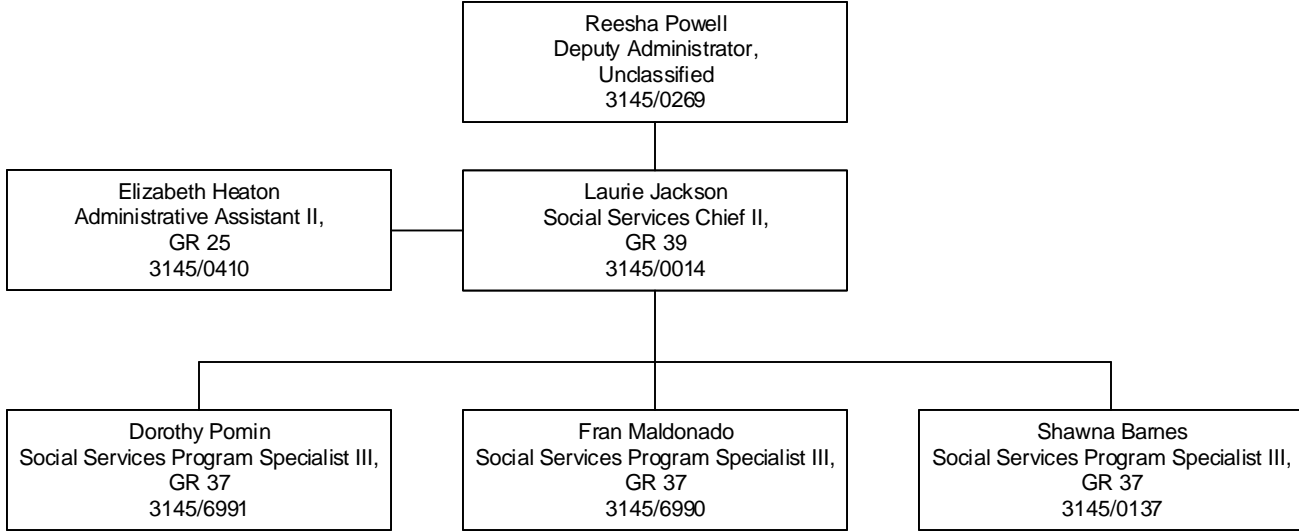 Reesha Powell
Deputy Administrator,
Unclassified
3145/0269
Elizabeth Heaton
Administrative Assistant II,
GR 25
3145/0410
Laurie Jackson
Social Services Chief II,
GR 39
3145/0014
Dorothy Pomin
Social Services Program Specialist III,
GR 37
3145/6991
Fran Maldonado
Social Services Program Specialist III,
GR 37
3145/6990
Shawna Barnes
Social Services Program Specialist III,
GR 37
3145/0137